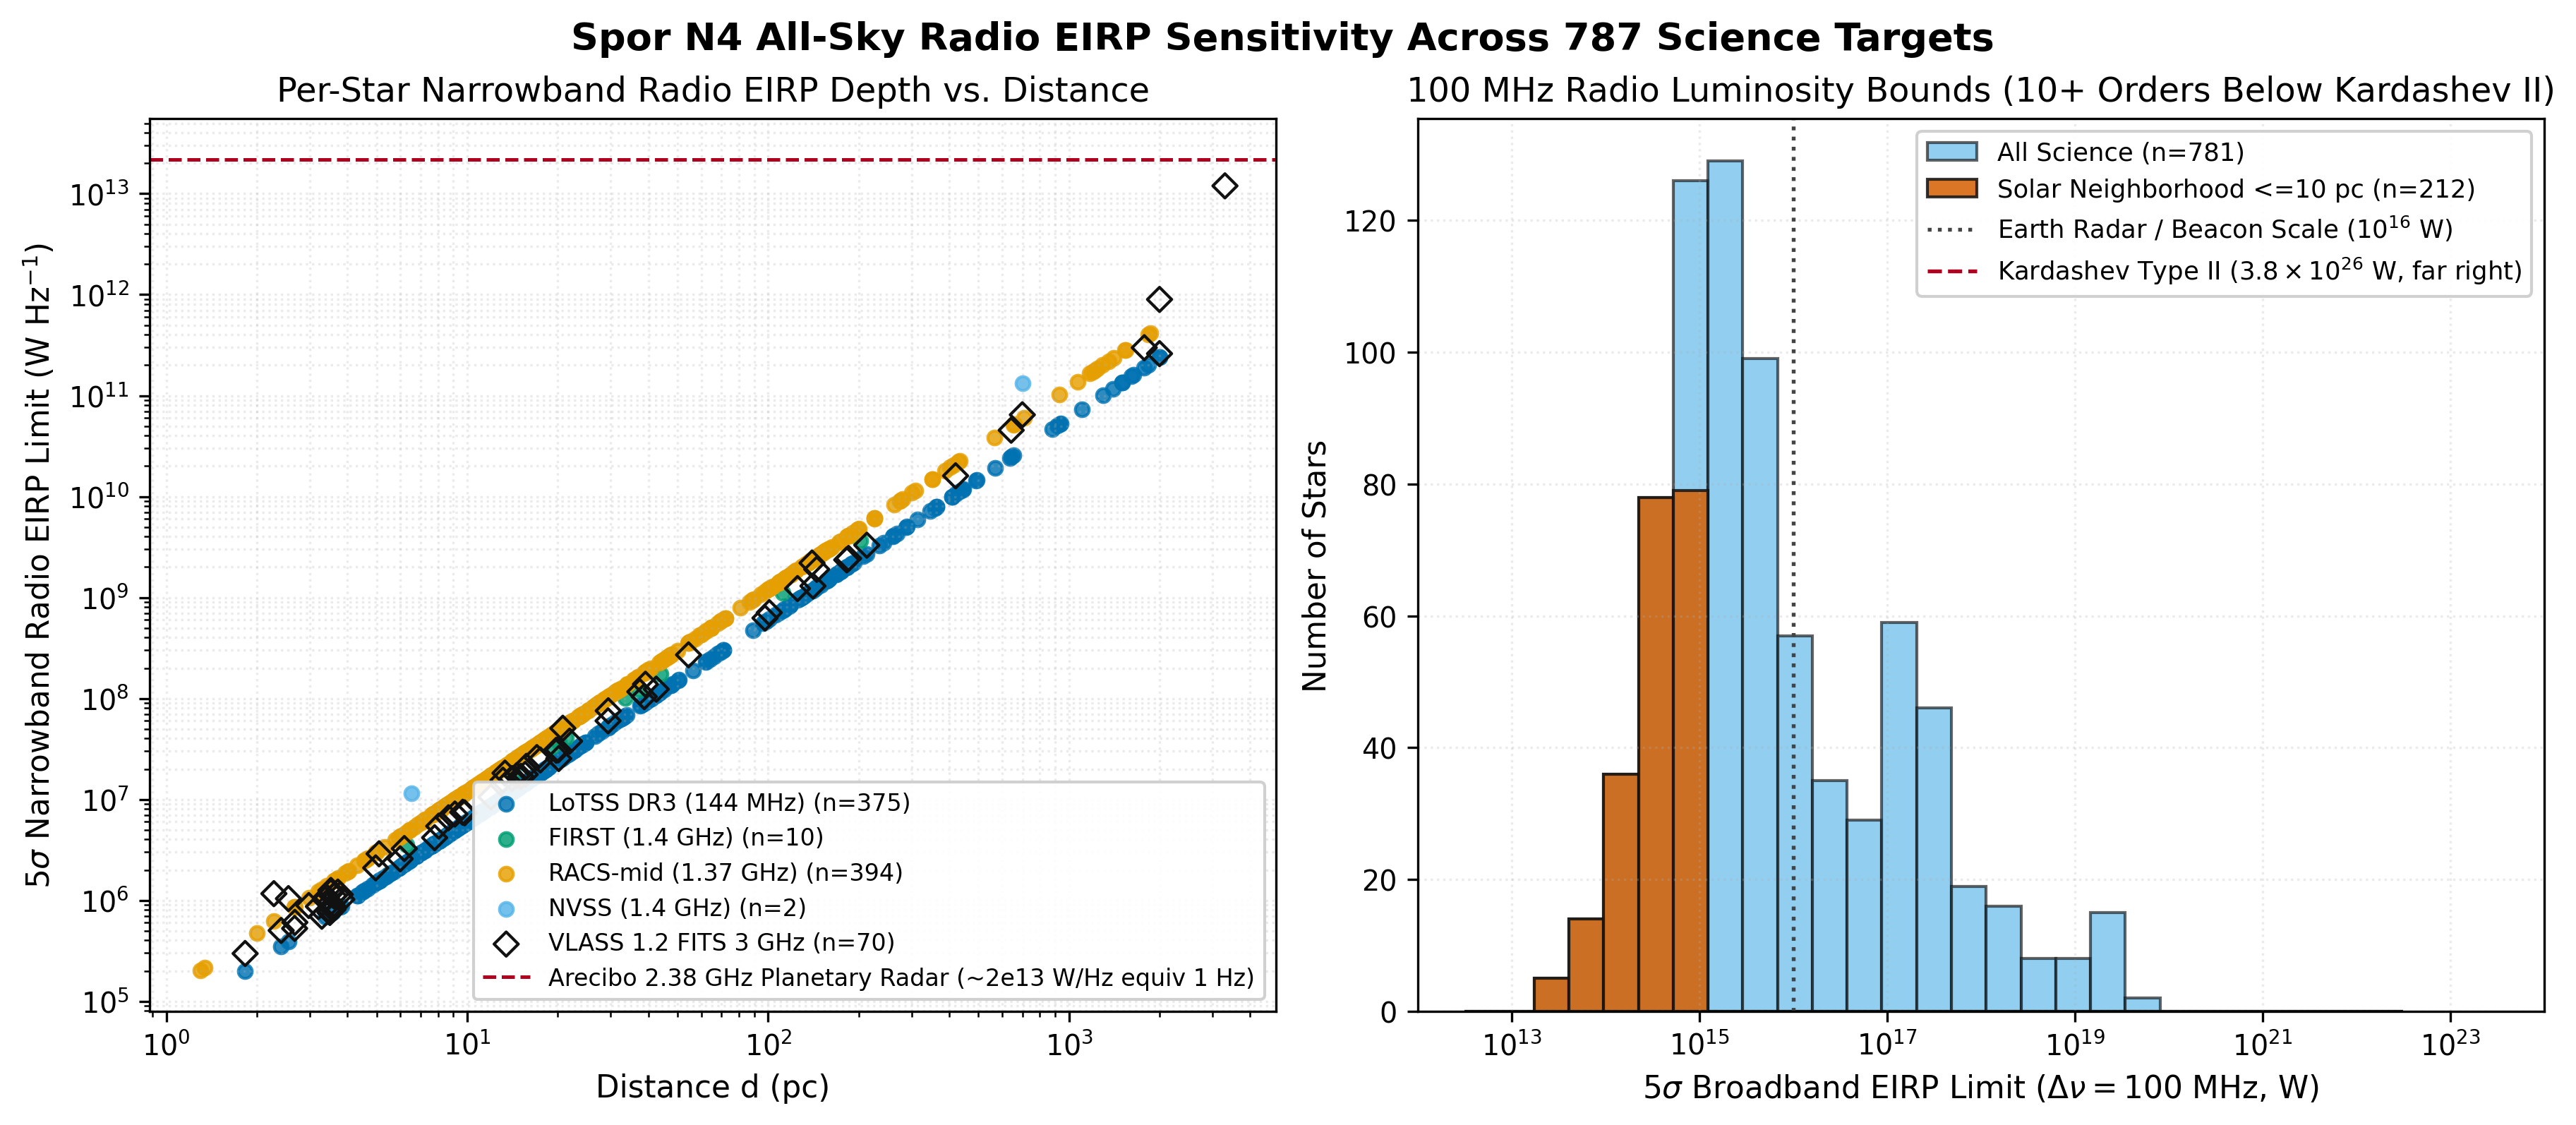 Spor N4 All-Sky Radio EIRP Sensitivity Across 787 Science Targets
Per-Star Narrowband Radio EIRP Depth vs. Distance
5σ Narrowband Radio EIRP Limit (W Hz⁻¹)
10¹³
10¹²
10¹¹
10¹⁰
10⁹
10⁸
10⁷
10⁶
10⁵
LoTSS DR3 (144 MHz) (n=375)
FIRST (1.4 GHz) (n=10)
RACS-mid (1.37 GHz) (n=394)
NVSS (1.4 GHz) (n=2)
VLASS 1.2 FITS 3 GHz (n=70)
Arecibo 2.38 GHz Planetary Radar (~2e13 W/Hz equiv 1 Hz)
10⁰ 10¹ 10² 10³
Distance d (pc)
100 MHz Radio Luminosity Bounds (10+ Orders Below Kardashev II)
Number of Stars
120
100
80
60
40
20
0
All Science (n=781)
Solar Neighborhood <=10 pc (n=212)
Earth Radar / Beacon Scale (10¹⁶ W)
Kardashev Type II (3.8 × 10²⁶ W, far right)
10¹³ 10¹⁵ 10¹⁷ 10¹⁹ 10²¹ 10²³
5σ Broadband EIRP Limit (Δν = 100 MHz, W)